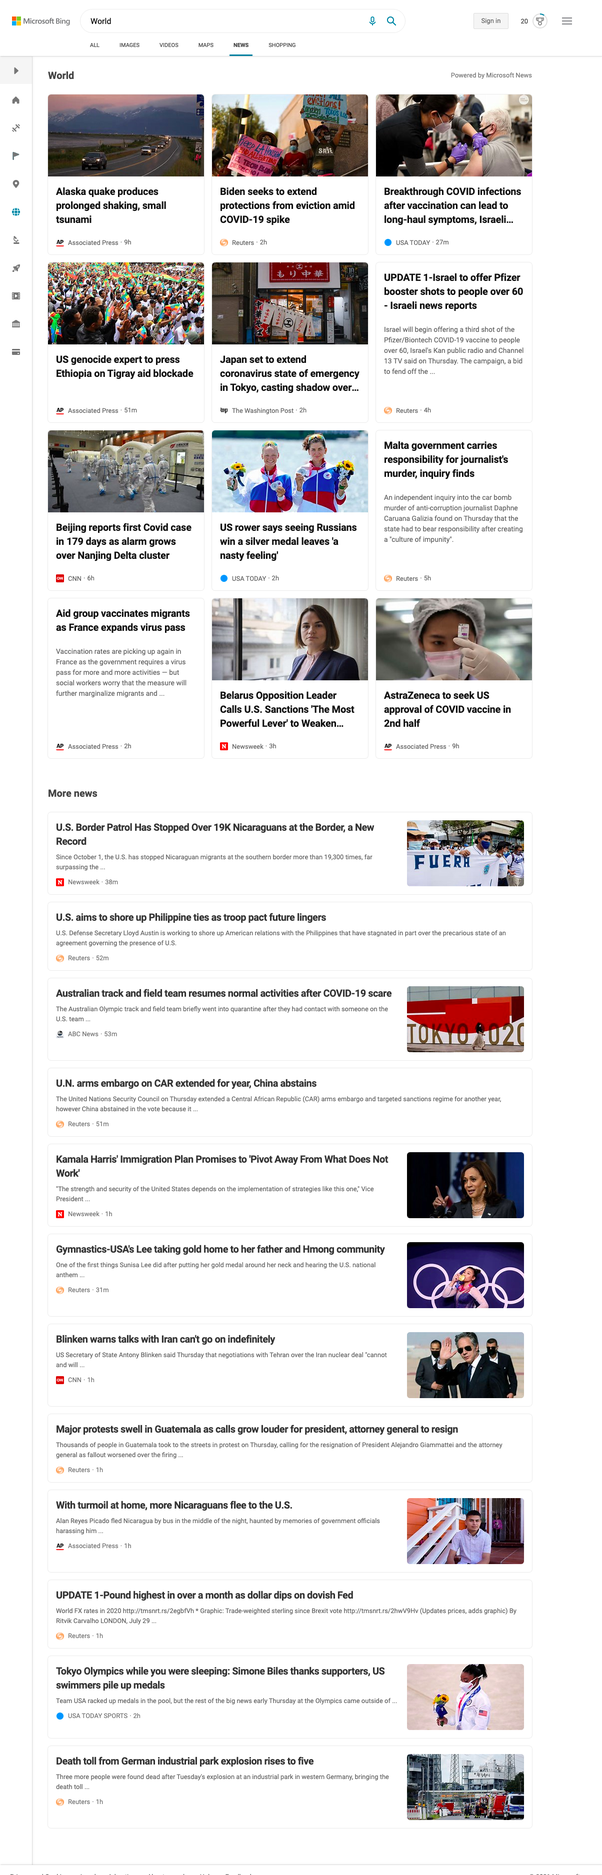 Microsoft Bing
World
Sign in
20
ALL
IMAGES
VIDEOS
MAPS
NEWS
SHOPPING
World
Powered by Microsoft News
Alaska quake produces
prolonged shaking, small
tsunami
AP Associated Press · 9h
Biden seeks to extend
protections from eviction amid
COVID-19 spike
Reuters · 2h
Breakthrough COVID infections
after vaccination can lead to
long-haul symptoms, Israeli...
USA TODAY · 27m
US genocide expert to press
Ethiopia on Tigray aid blockade
AP Associated Press · 51m
もり中華
Japan set to extend
coronavirus state of emergency
in Tokyo, casting shadow over...
wp The Washington Post · 2h
UPDATE 1-Israel to offer Pfizer
booster shots to people over 60
- Israeli news reports
Israel will begin offering a third shot of the
Pfizer/Biontech COVID-19 vaccine to people
over 60, Israel's Kan public radio and Channel
13 TV said on Thursday. The campaign, a bid
to fend off the ...
Reuters · 4h
Beijing reports first Covid case
in 179 days as alarm grows
over Nanjing Delta cluster
CNN · 6h
US rower says seeing Russians
win a silver medal leaves 'a
nasty feeling'
USA TODAY · 2h
Malta government carries
responsibility for journalist's
murder, inquiry finds
An independent inquiry into the car bomb
murder of anti-corruption journalist Daphne
Caruana Galizia found on Thursday that the
state had to bear responsibility after creating
a "culture of impunity".
Reuters · 5h
Aid group vaccinates migrants
as France expands virus pass
Vaccination rates are picking up again in
France as the government requires a virus
pass for more and more activities — but
social workers worry that the measure will
further marginalize migrants and ...
AP Associated Press · 2h
Belarus Opposition Leader
Calls U.S. Sanctions 'The Most
Powerful Lever' to Weaken...
N Newsweek · 3h
AstraZeneca to seek US
approval of COVID vaccine in
2nd half
AP Associated Press · 9h
More news
U.S. Border Patrol Has Stopped Over 19K Nicaraguans at the Border, a New
Record
Since October 1, the U.S. has stopped Nicaraguan migrants at the southern border more than 19,300 times, far
surpassing the ...
N Newsweek · 38m
FUERA
U.S. aims to shore up Philippine ties as troop pact future lingers
U.S. Defense Secretary Lloyd Austin is working to shore up American relations with the Philippines that have stagnated in part over the precarious state of an
agreement governing the presence of U.S.
Reuters · 52m
Australian track and field team resumes normal activities after COVID-19 scare
The Australian Olympic track and field team briefly went into quarantine after they had contact with someone on the
U.S. team ...
ABC News · 53m
TOKYO 2020
U.N. arms embargo on CAR extended for year, China abstains
The United Nations Security Council on Thursday extended a Central African Republic (CAR) arms embargo and targeted sanctions regime for another year,
however China abstained in the vote because it ...
Reuters · 51m
Kamala Harris' Immigration Plan Promises to 'Pivot Away From What Does Not
Work'
"The strength and security of the United States depends on the implementation of strategies like this one," Vice
President ...
N Newsweek · 1h
Gymnastics-USA's Lee taking gold home to her father and Hmong community
One of the first things Sunisa Lee did after putting her gold medal around her neck and hearing the U.S. national
anthem ...
Reuters · 31m
Blinken warns talks with Iran can't go on indefinitely
US Secretary of State Antony Blinken said Thursday that negotiations with Tehran over the Iran nuclear deal "cannot
and will ...
CNN · 1h
Major protests swell in Guatemala as calls grow louder for president, attorney general to resign
Thousands of people in Guatemala took to the streets in protest on Thursday, calling for the resignation of President Alejandro Giammattei and the attorney
general as fallout worsened over the firing ...
Reuters · 1h
With turmoil at home, more Nicaraguans flee to the U.S.
Alan Reyes Picado fled Nicaragua by bus in the middle of the night, haunted by memories of government officials
harassing him ...
AP Associated Press · 1h
UPDATE 1-Pound highest in over a month as dollar dips on dovish Fed
World FX rates in 2020 http://tmsnrt.rs/2egbfVh * Graphic: Trade-weighted sterling since Brexit vote http://tmsnrt.rs/2hwV9Hv (Updates prices, adds graphic) By
Ritvik Carvalho LONDON, July 29 ...
Reuters · 1h
Tokyo Olympics while you were sleeping: Simone Biles thanks supporters, US
swimmers pile up medals
Team USA racked up medals in the pool, but the rest of the big news early Thursday at the Olympics came outside of ...
USA TODAY SPORTS · 2h
Death toll from German industrial park explosion rises to five
Three more people were found dead after Tuesday's explosion at an industrial park in western Germany, bringing the
death toll ...
Reuters · 1h